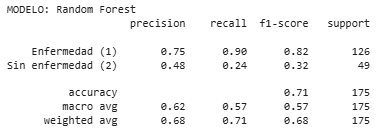 MODELO: Random Forest
precision recall f1-score support
Enfermedad (1) 0.75 0.90 0.82 126
Sin enfermedad (2) 0.48 0.24 0.32 49
accuracy 0.71 175
macro avg 0.62 0.57 0.57 175
weighted avg 0.68 0.71 0.68 175